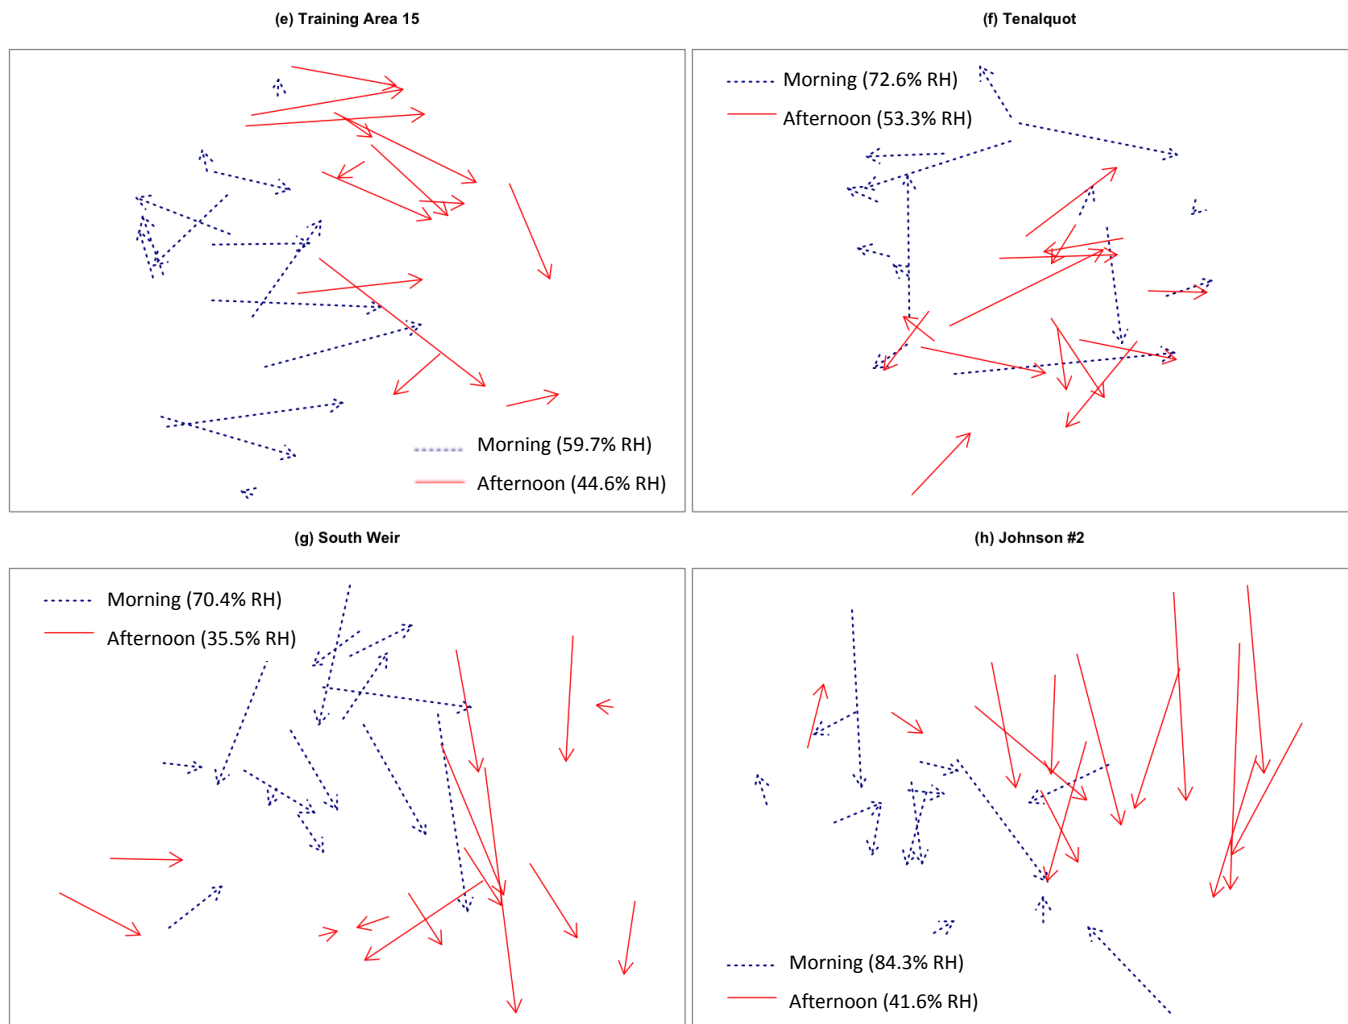 (e) Training Area 15
Morning (59.7% RH)
Afternoon (44.6% RH)
(f) Tenalquot
Morning (72.6% RH)
Afternoon (53.3% RH)
(g) South Weir
Morning (70.4% RH)
Afternoon (35.5% RH)
(h) Johnson #2
Morning (84.3% RH)
Afternoon (41.6% RH)